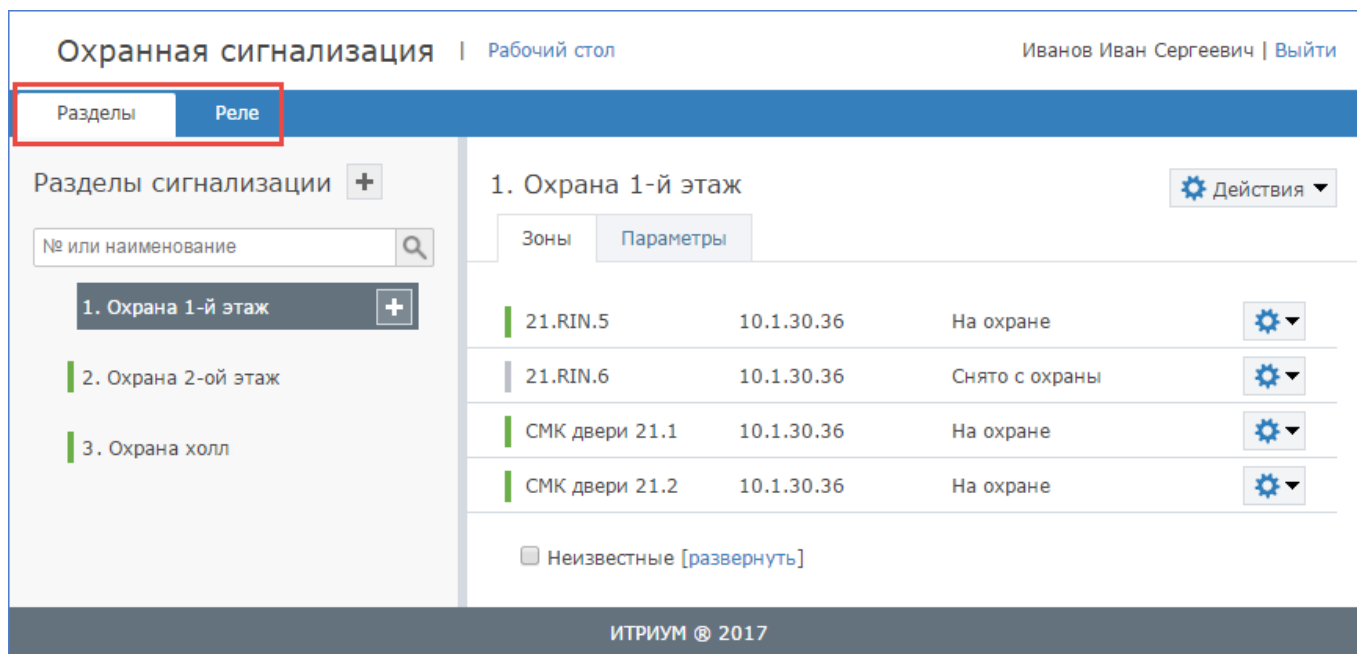 Охранная сигнализация | Рабочий стол Иванов Иван Сергеевич | Выйти
Разделы Реле
Разделы сигнализации +
№ или наименование
1. Охрана 1-й этаж +
2. Охрана 2-ой этаж
3. Охрана холл
1. Охрана 1-й этаж Действия
Зоны Параметры
21.RIN.5 10.1.30.36 На охране
21.RIN.6 10.1.30.36 Снято с охраны
СМК двери 21.1 10.1.30.36 На охране
СМК двери 21.2 10.1.30.36 На охране
Неизвестные [развернуть]
ИТРИУМ ® 2017